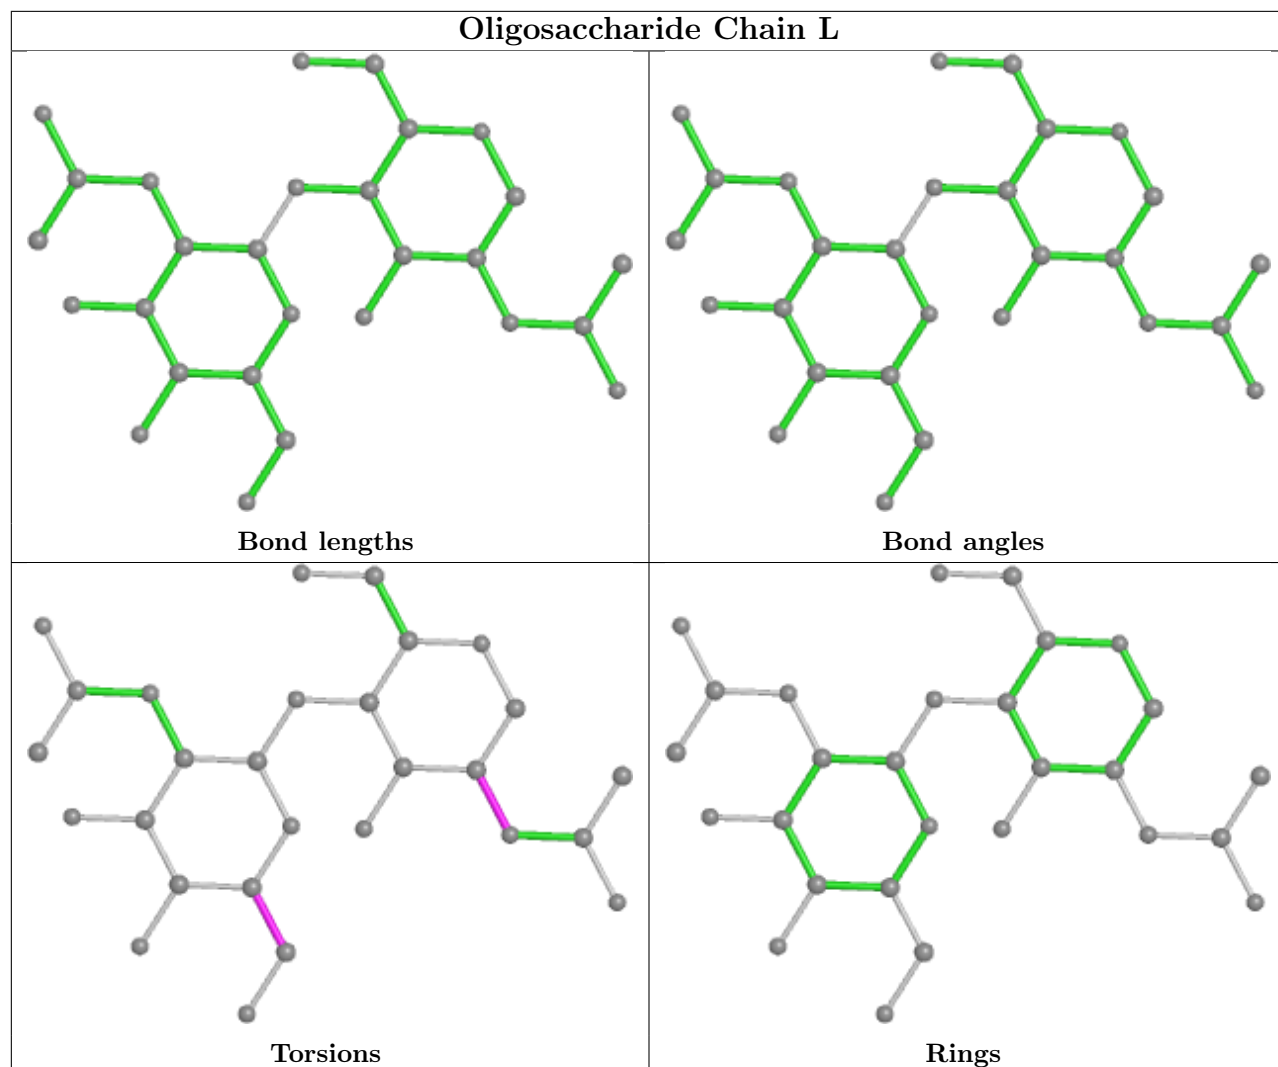 Oligosaccharide Chain L
Bond lengths
Bond angles
Torsions
Rings